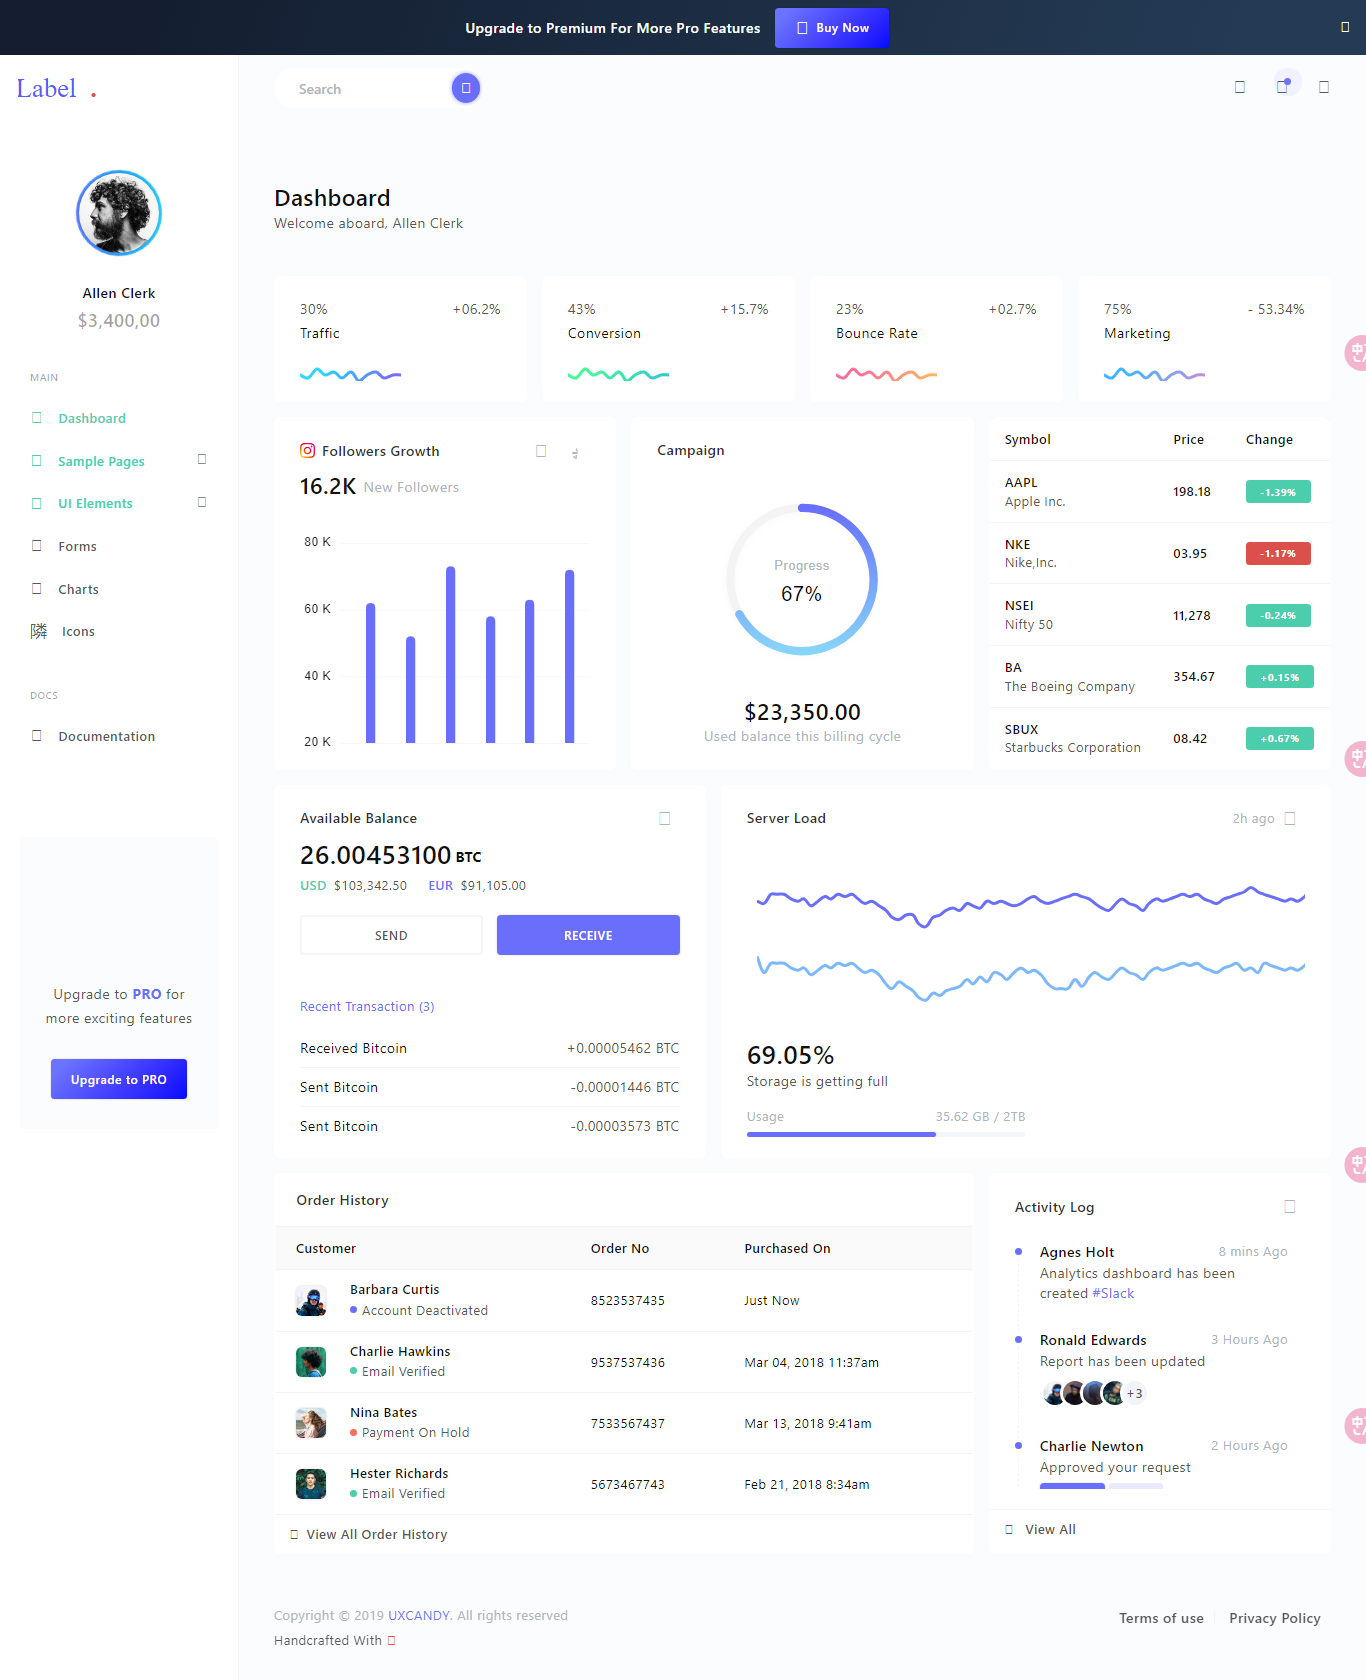 Upgrade to Premium For More Pro Features
Buy Now
Label .
Search
Allen Clerk
$3,400,00
MAIN
Dashboard
Sample Pages
UI Elements
Forms
Charts
隣 Icons
DOCS
Documentation
Upgrade to PRO for
more exciting features
Upgrade to PRO
Dashboard
Welcome aboard, Allen Clerk
30% +06.2%
Traffic
43% +15.7%
Conversion
23% +02.7%
Bounce Rate
75% - 53.34%
Marketing
Followers Growth
16.2K New Followers
80 K
60 K
40 K
20 K
Campaign
Progress
67%
$23,350.00
Used balance this billing cycle
Symbol Price Change
AAPL
Apple Inc.
198.18 -1.39%
NKE
Nike,Inc.
03.95 -1.17%
NSEI
Nifty 50
11,278 -0.24%
BA
The Boeing Company
354.67 +0.15%
SBUX
Starbucks Corporation
08.42 +0.67%
Available Balance
26.00453100 BTC
USD $103,342.50 EUR $91,105.00
SEND RECEIVE
Recent Transaction (3)
Received Bitcoin +0.00005462 BTC
Sent Bitcoin -0.00001446 BTC
Sent Bitcoin -0.00003573 BTC
Server Load 2h ago
69.05%
Storage is getting full
Usage 35.62 GB / 2TB
Order History
Customer Order No Purchased On
Barbara Curtis
Account Deactivated
8523537435 Just Now
Charlie Hawkins
Email Verified
9537537436 Mar 04, 2018 11:37am
Nina Bates
Payment On Hold
7533567437 Mar 13, 2018 9:41am
Hester Richards
Email Verified
5673467743 Feb 21, 2018 8:34am
View All Order History
Activity Log
Agnes Holt 8 mins Ago
Analytics dashboard has been
created #Slack
Ronald Edwards 3 Hours Ago
Report has been updated
+3
Charlie Newton 2 Hours Ago
Approved your request
View All
Copyright © 2019 UXCANDY. All rights reserved
Handcrafted With
Terms of use Privacy Policy